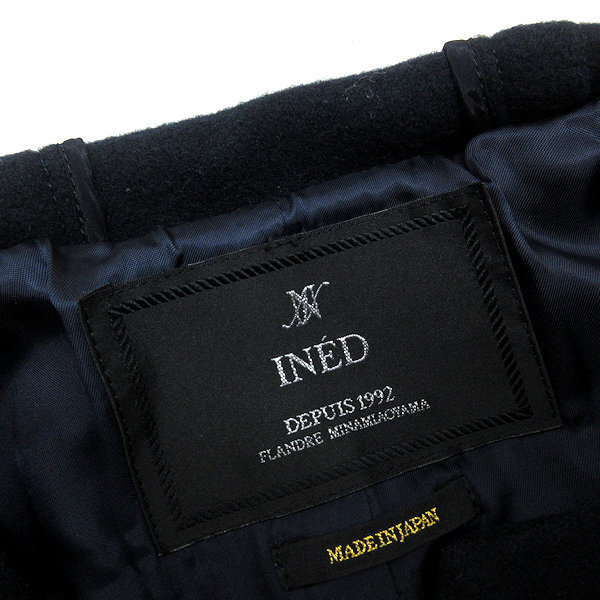 INÉD
DEPUIS 1992
FLANDRE MINAMIAOYAMA
MADE IN JAPAN